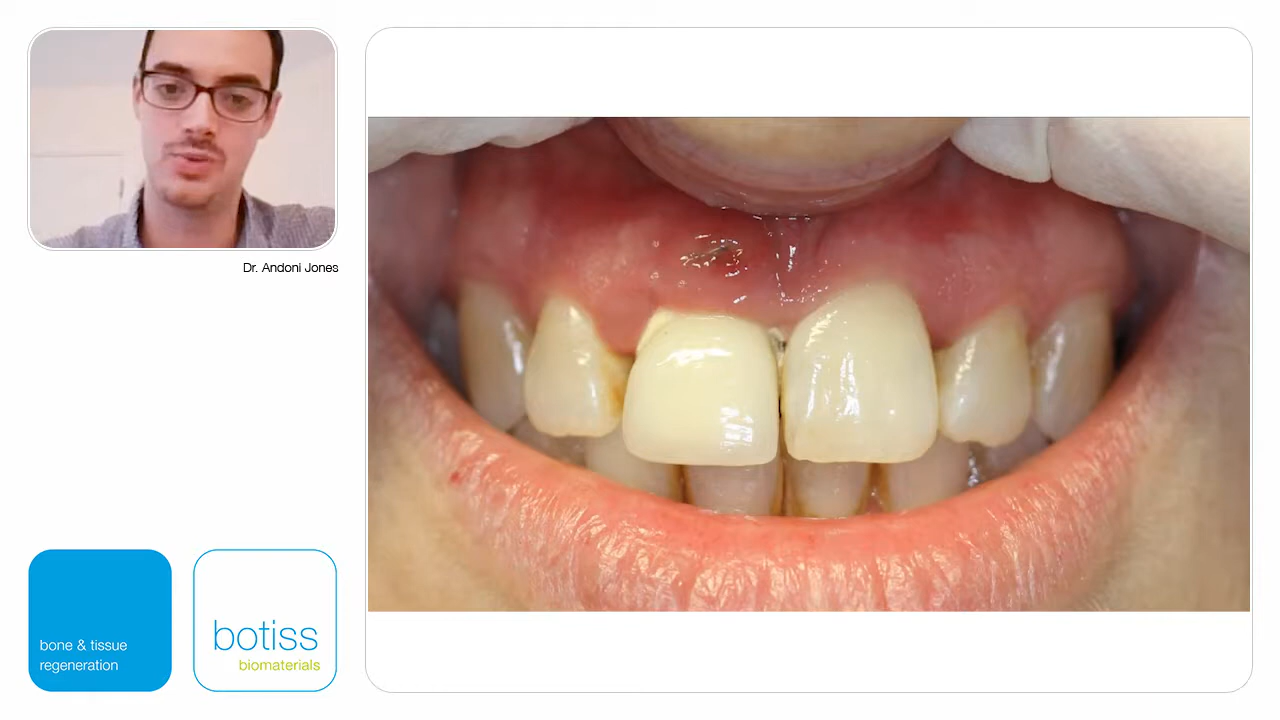 Dr. Andoni Jones
bone & tissue
regeneration
botiss
biomaterials